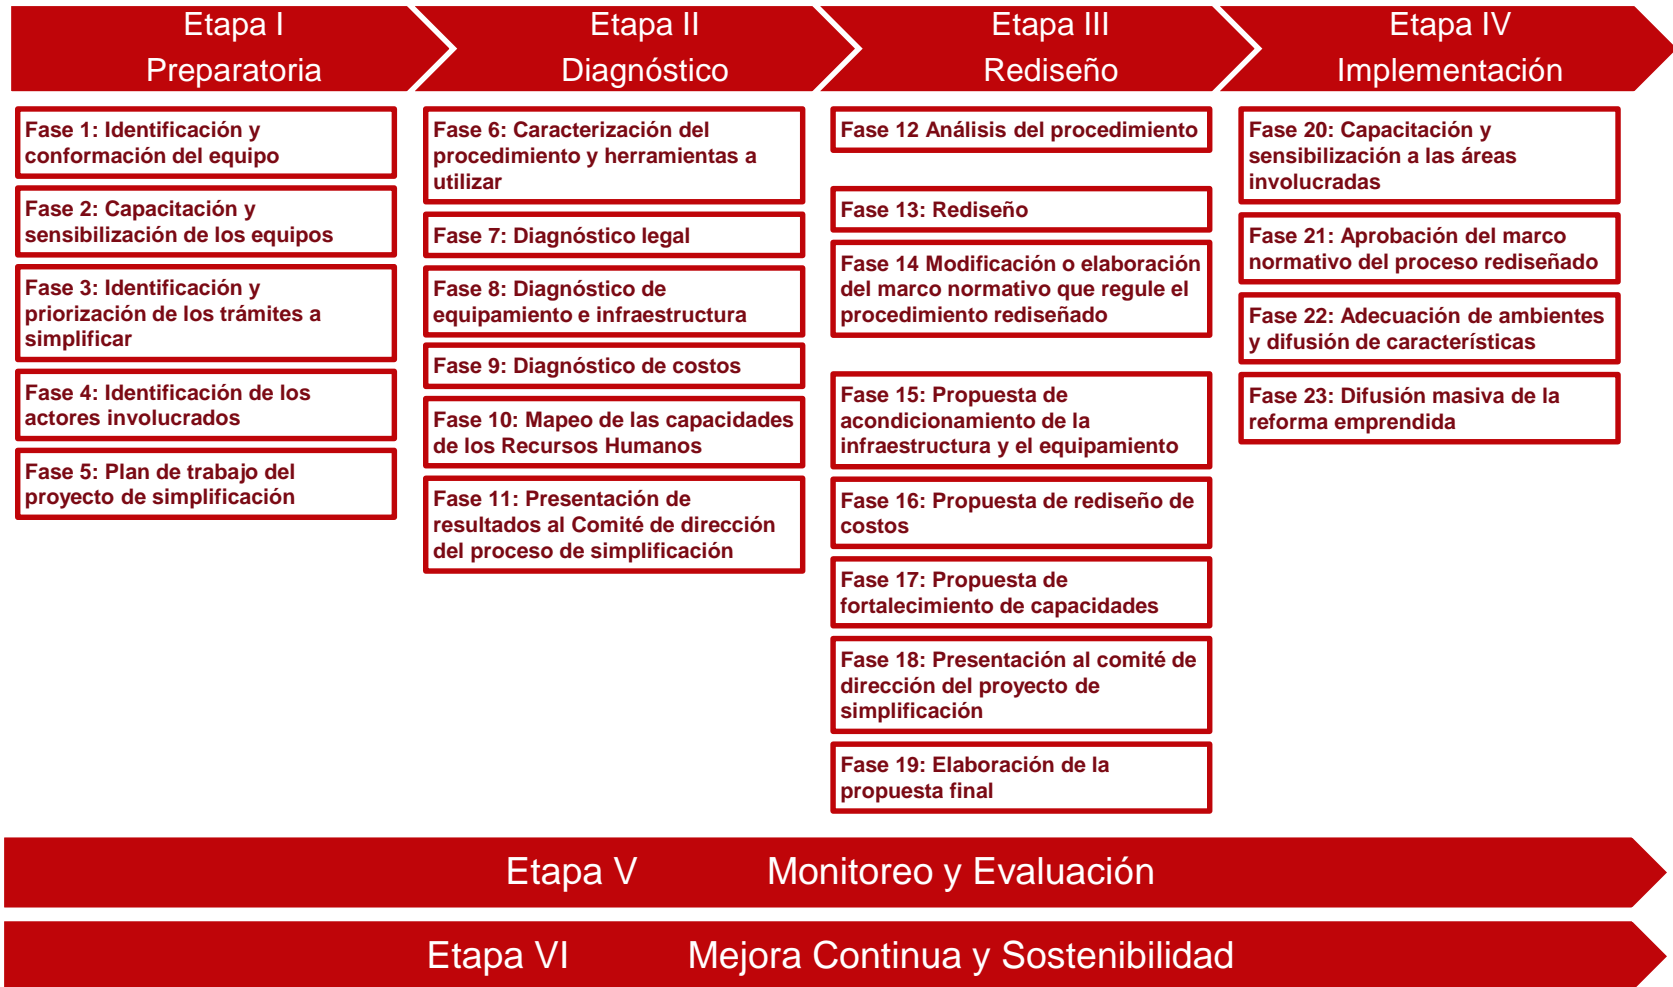 Etapa I
Preparatoria
Etapa II
Diagnóstico
Etapa III
Rediseño
Etapa IV
Implementación
Fase 1: Identificación y
conformación del equipo
Fase 2: Capacitación y
sensibilización de los equipos
Fase 3: Identificación y
priorización de los trámites a
simplificar
Fase 4: Identificación de los
actores involucrados
Fase 5: Plan de trabajo del
proyecto de simplificación
Fase 6: Caracterización del
procedimiento y herramientas a
utilizar
Fase 7: Diagnóstico legal
Fase 8: Diagnóstico de
equipamiento e infraestructura
Fase 9: Diagnóstico de costos
Fase 10: Mapeo de las capacidades
de los Recursos Humanos
Fase 11: Presentación de
resultados al Comité de dirección
del proceso de simplificación
Fase 12 Análisis del procedimiento
Fase 13: Rediseño
Fase 14 Modificación o elaboración
del marco normativo que regule el
procedimiento rediseñado
Fase 15: Propuesta de
acondicionamiento de la
infraestructura y el equipamiento
Fase 16: Propuesta de rediseño de
costos
Fase 17: Propuesta de
fortalecimiento de capacidades
Fase 18: Presentación al comité de
dirección del proyecto de
simplificación
Fase 19: Elaboración de la
propuesta final
Fase 20: Capacitación y
sensibilización a las áreas
involucradas
Fase 21: Aprobación del marco
normativo del proceso rediseñado
Fase 22: Adecuación de ambientes
y difusión de características
Fase 23: Difusión masiva de la
reforma emprendida
Etapa V Monitoreo y Evaluación
Etapa VI Mejora Continua y Sostenibilidad